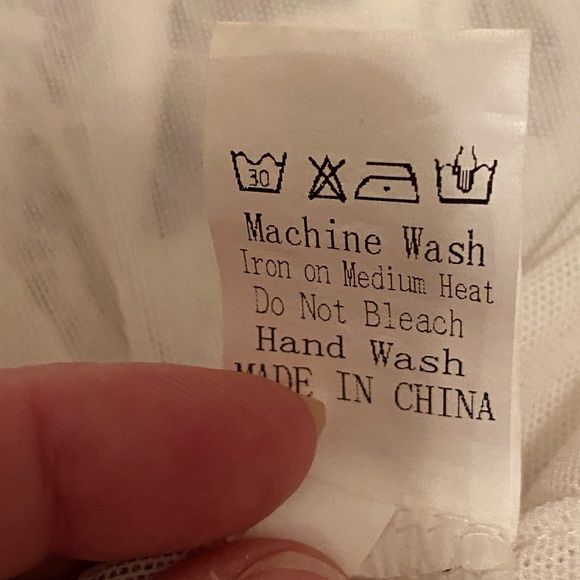 30
Machine Wash
Iron on Medium Heat
Do Not Bleach
Hand Wash
MADE IN CHINA